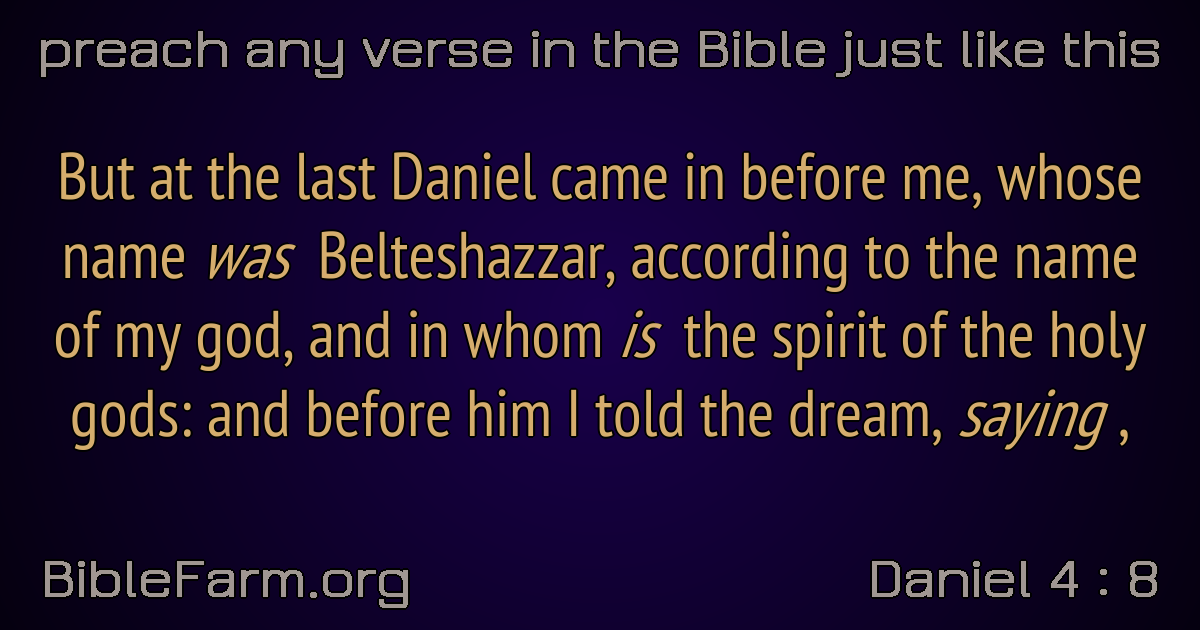 preach any verse in the Bible just like this
But at the last Daniel came in before me, whose
name was Belteshazzar, according to the name
of my god, and in whom is the spirit of the holy
gods: and before him I told the dream, saying ,
BibleFarm.org
Daniel 4 : 8